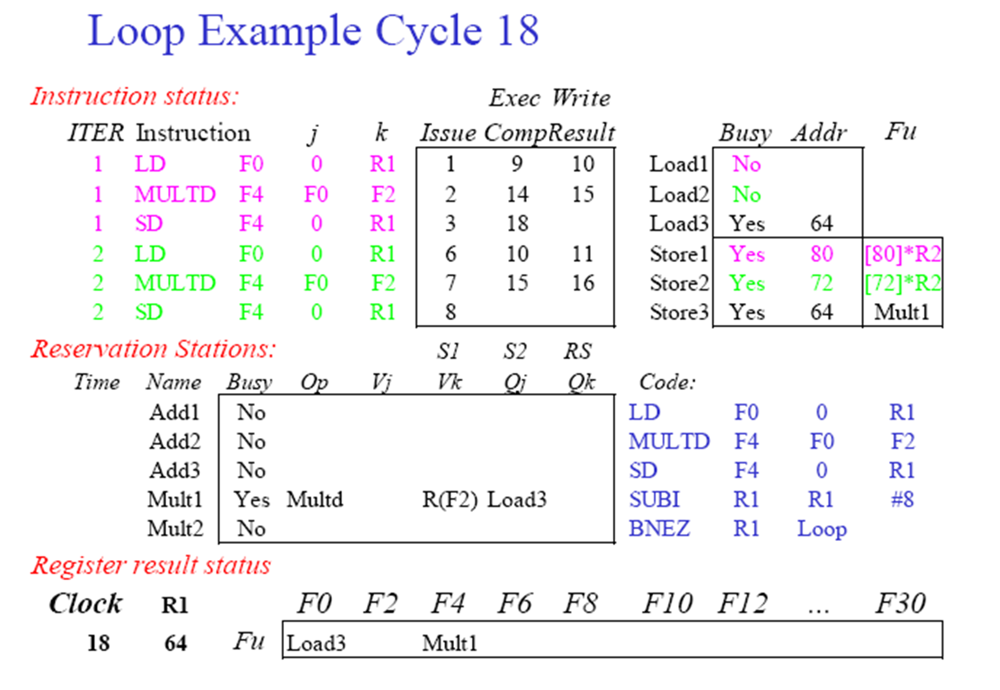 Loop Example Cycle 18
Instruction status: Exec Write
ITER Instruction j k Issue Comp Result Busy Addr Fu
1 LD F0 0 R1 1 9 10 Load1 No
1 MULTD F4 F0 F2 2 14 15 Load2 No
1 SD F4 0 R1 3 18 Load3 Yes 64
2 LD F0 0 R1 6 10 11 Store1 Yes 80 [80]*R2
2 MULTD F4 F0 F2 7 15 16 Store2 Yes 72 [72]*R2
2 SD F4 0 R1 8 Store3 Yes 64 Mult1
Reservation Stations: S1 S2 RS
Time Name Busy Op Vj Vk Qj Qk Code:
Add1 No LD F0 0 R1
Add2 No MULTD F4 F0 F2
Add3 No SD F4 0 R1
Mult1 Yes Multd R(F2) Load3 SUBI R1 R1 #8
Mult2 No BNEZ R1 Loop
Register result status
Clock R1 F0 F2 F4 F6 F8 F10 F12 ... F30
18 64 Fu Load3 Mult1